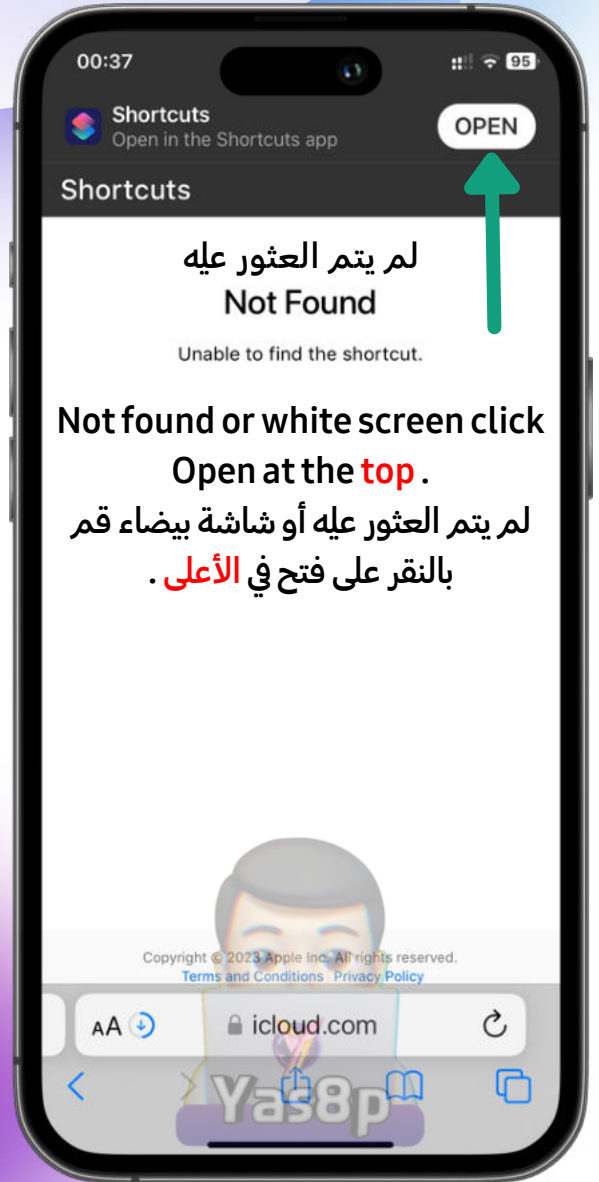 00:37
95
Shortcuts
Open in the Shortcuts app
OPEN
Shortcuts
لم يتم العثور عليه
Not Found
Unable to find the shortcut.
Not found or white screen click
Open at the top .
لم يتم العثور عليه أو شاشة بيضاء قم
بالنقر على فتح في الأعلى .
Copyright © 2023 Apple Inc. All rights reserved.
Terms and Conditions Privacy Policy
AA
icloud.com
Yas8p